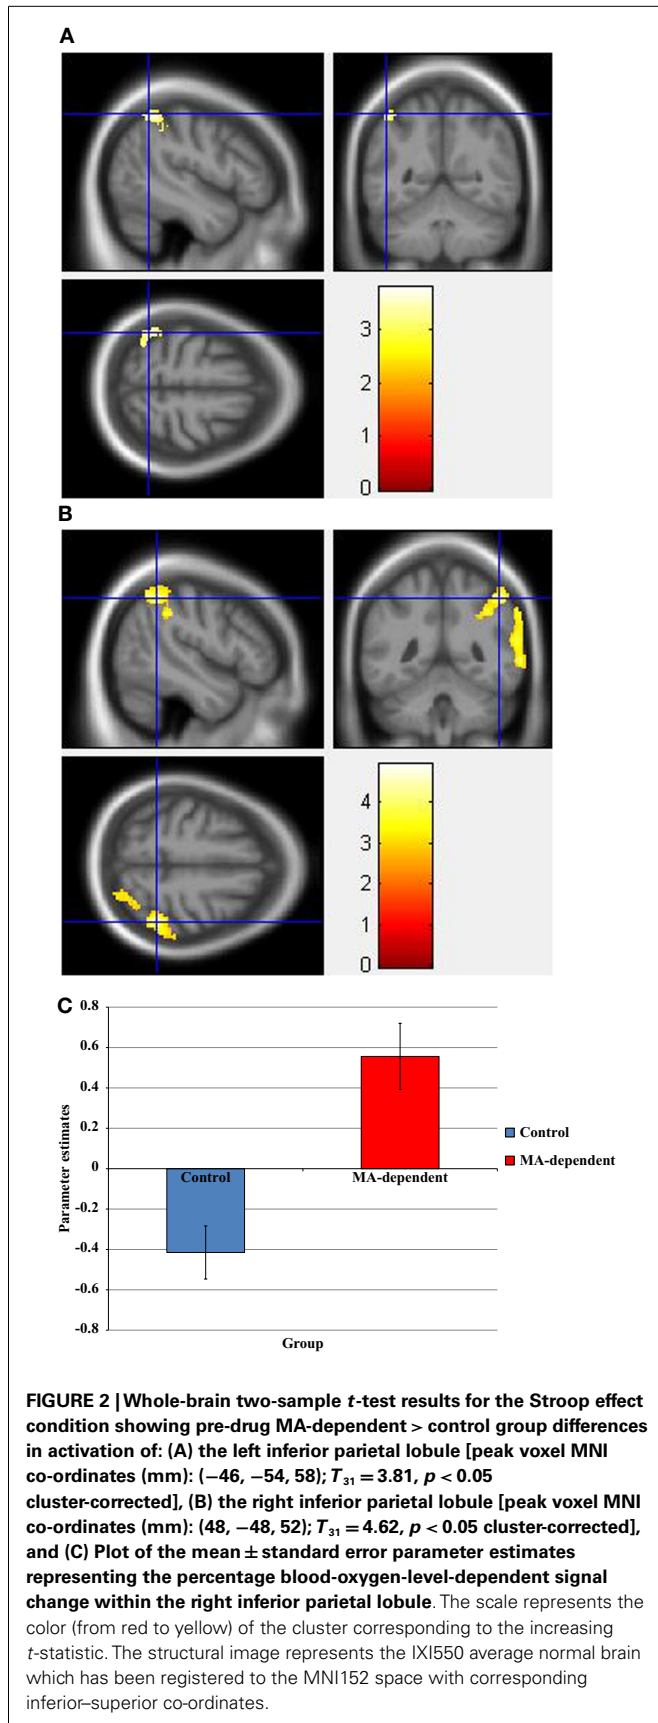 A
3
2
1
0
B
4
3
2
1
0
C
0.8
0.6
0.4
0.2
0
-0.2
-0.4
-0.6
-0.8
Parameter estimates
Control
MA-dependent
Group
Control
MA-dependent
FIGURE 2 | Whole-brain two-sample t-test results for the Stroop effect
condition showing pre-drug MA-dependent > control group differences
in activation of: (A) the left inferior parietal lobule [peak voxel MNI
co-ordinates (mm): (−46, −54, 58); T31 = 3.81, p < 0.05
cluster-corrected], (B) the right inferior parietal lobule [peak voxel MNI
co-ordinates (mm): (48, −48, 52); T31 = 4.62, p < 0.05 cluster-corrected],
and (C) Plot of the mean ± standard error parameter estimates
representing the percentage blood-oxygen-level-dependent signal
change within the right inferior parietal lobule. The scale represents the
color (from red to yellow) of the cluster corresponding to the increasing
t-statistic. The structural image represents the IXI550 average normal brain
which has been registered to the MNI152 space with corresponding
inferior–superior co-ordinates.